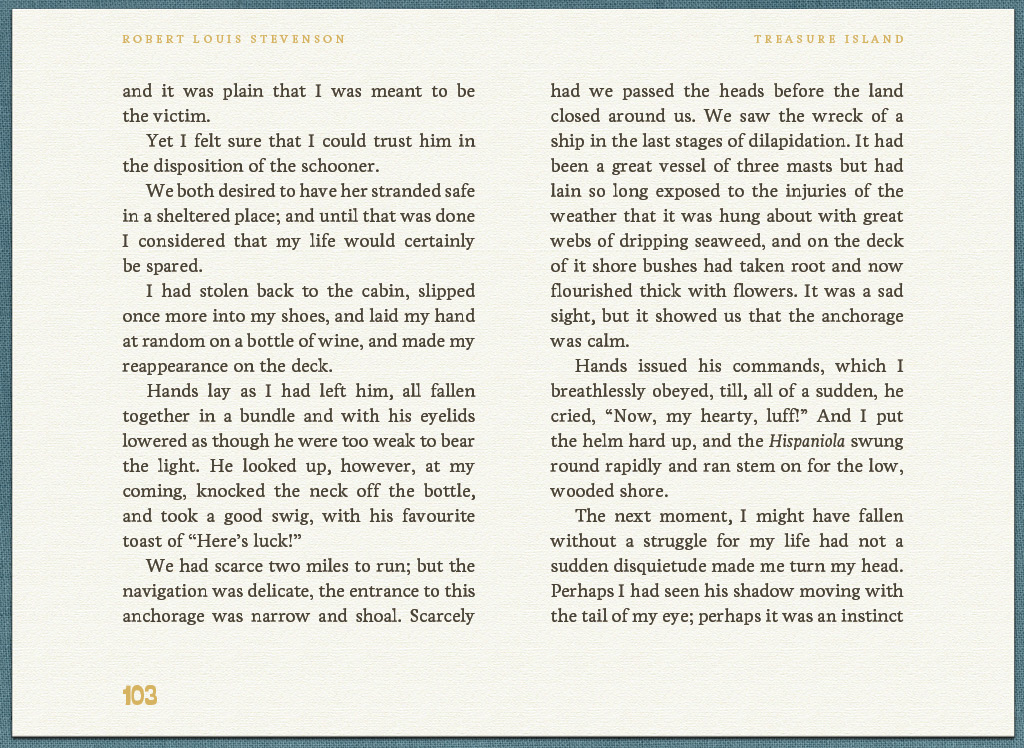 ROBERT LOUIS STEVENSON
TREASURE ISLAND
and it was plain that I was meant to be
the victim.
Yet I felt sure that I could trust him in
the disposition of the schooner.
We both desired to have her stranded safe
in a sheltered place; and until that was done
I considered that my life would certainly
be spared.
I had stolen back to the cabin, slipped
once more into my shoes, and laid my hand
at random on a bottle of wine, and made my
reappearance on the deck.
Hands lay as I had left him, all fallen
together in a bundle and with his eyelids
lowered as though he were too weak to bear
the light. He looked up, however, at my
coming, knocked the neck off the bottle,
and took a good swig, with his favourite
toast of “Here’s luck!”
We had scarce two miles to run; but the
navigation was delicate, the entrance to this
anchorage was narrow and shoal. Scarcely
had we passed the heads before the land
closed around us. We saw the wreck of a
ship in the last stages of dilapidation. It had
been a great vessel of three masts but had
lain so long exposed to the injuries of the
weather that it was hung about with great
webs of dripping seaweed, and on the deck
of it shore bushes had taken root and now
flourished thick with flowers. It was a sad
sight, but it showed us that the anchorage
was calm.
Hands issued his commands, which I
breathlessly obeyed, till, all of a sudden, he
cried, “Now, my hearty, luff!” And I put
the helm hard up, and the Hispaniola swung
round rapidly and ran stem on for the low,
wooded shore.
The next moment, I might have fallen
without a struggle for my life had not a
sudden disquietude made me turn my head.
Perhaps I had seen his shadow moving with
the tail of my eye; perhaps it was an instinct
103